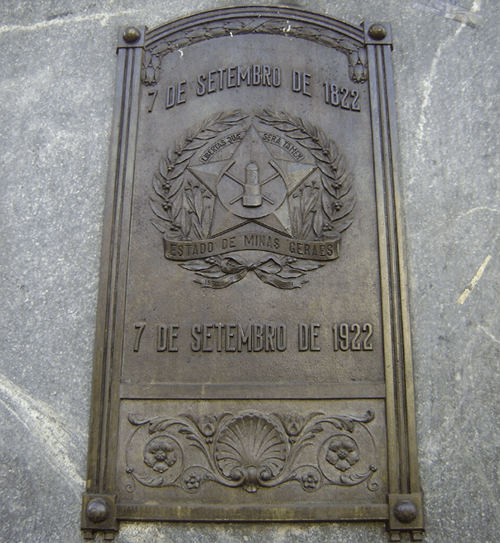 7 DE SETEMBRO DE 1822
LIBERTAS QUÆ SERA TAMEN
ESTADO DE MINAS GERAES
7 DE SETEMBRO DE 1922